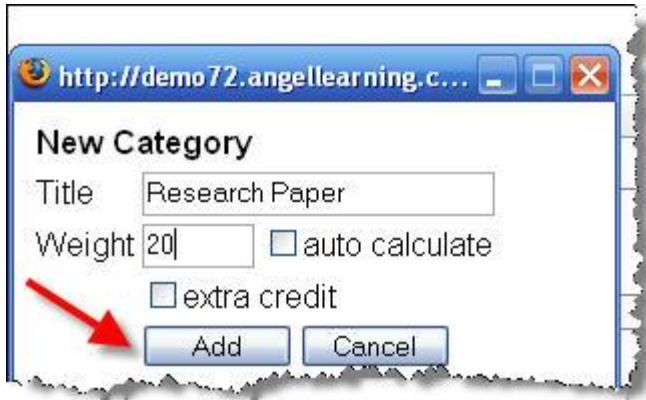 http://demo72.angellearning.c...
New Category
Title Research Paper
Weight 20 auto calculate
extra credit
Add Cancel